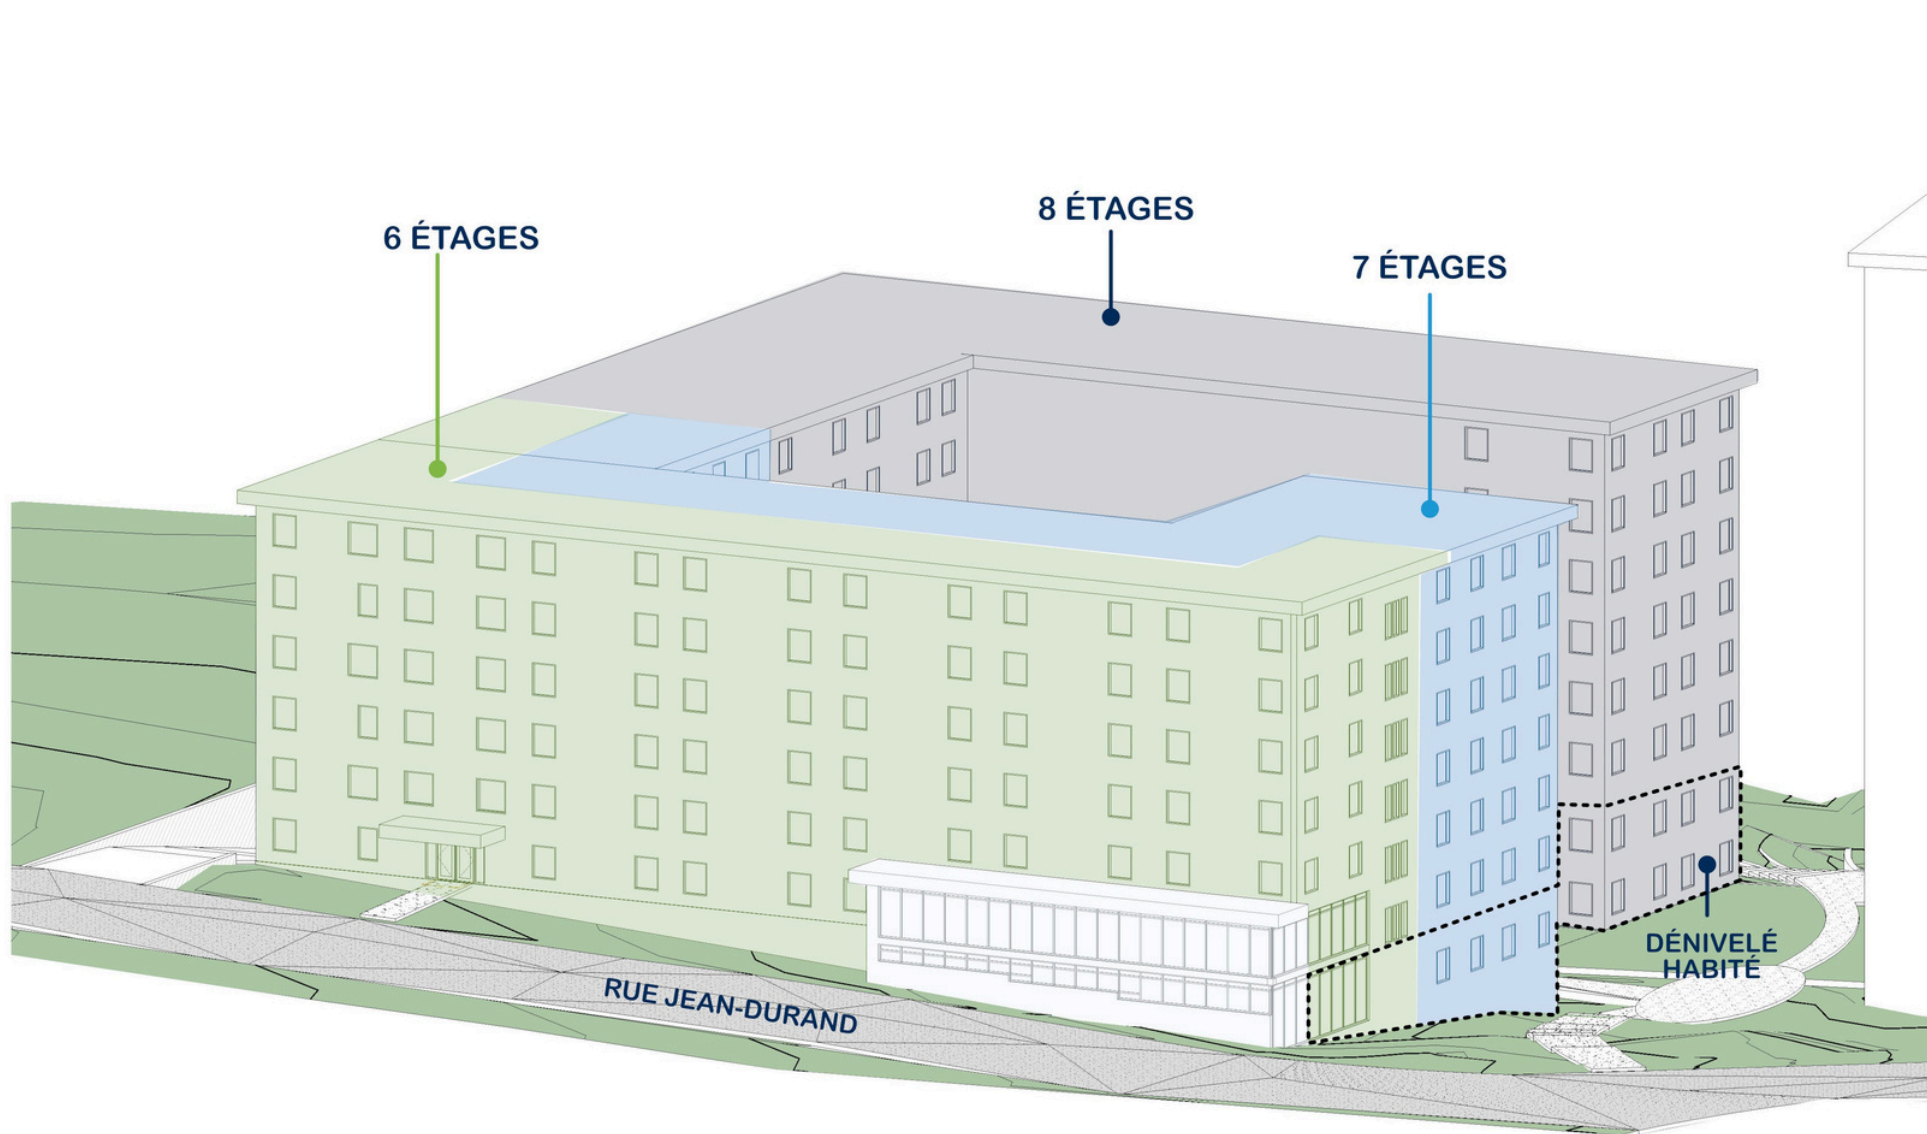 8 ÉTAGES
6 ÉTAGES
7 ÉTAGES
DÉNIVELÉ
HABITÉ
RUE JEAN-DURAND